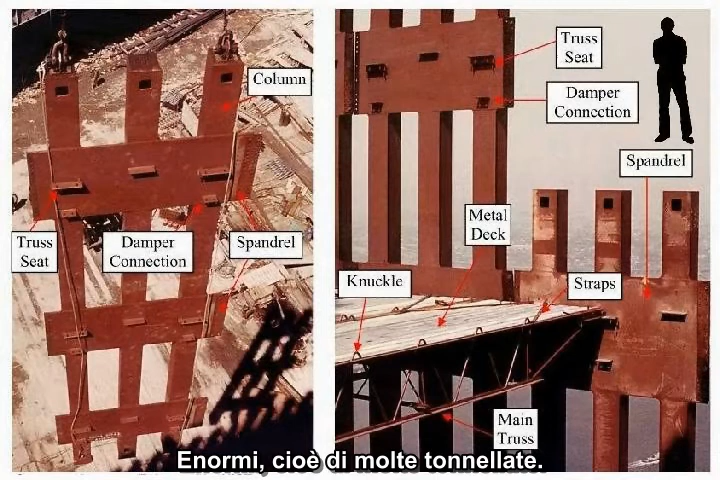 Column
Truss
Seat
Damper
Connection
Spandrel
Truss
Seat
Damper
Connection
Spandrel
Metal
Deck
Knuckle
Straps
Main
Truss
Enormi, cioè di molte tonnellate.